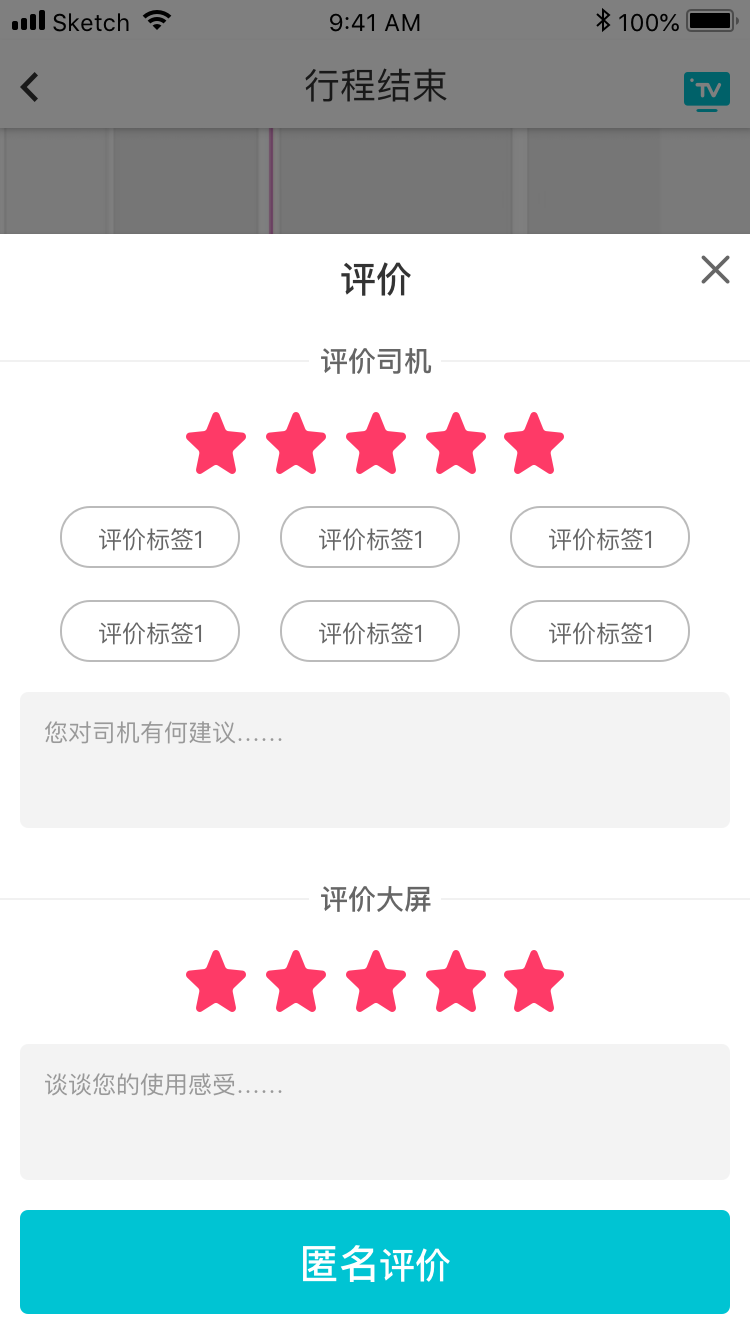 Sketch 9:41 AM 100%
行程结束
TV
评价
评价司机
评价标签1 评价标签1 评价标签1
评价标签1 评价标签1 评价标签1
您对司机有何建议……
评价大屏
谈谈您的使用感受……
匿名评价